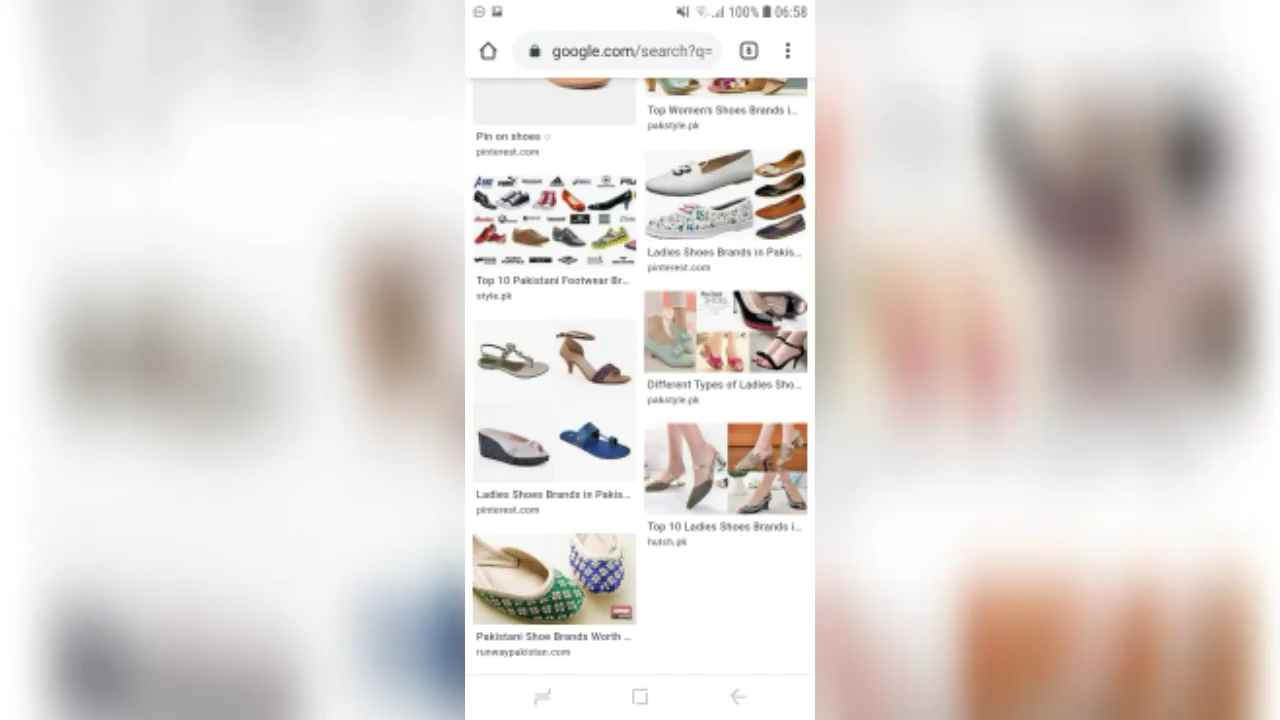 100% 06:58
google.com/search?q=
6
Pin on shoes
pinterest.com
Top 10 Pakistani Footwear Br...
style.pk
Ladies Shoes Brands in Pakis...
pinterest.com
Pakistani Shoe Brands Worth ...
runwaypakistan.com
Top Women's Shoes Brands i...
pakstyle.pk
Ladies Shoes Brands in Pakis...
pinterest.com
Different Types of Ladies Sho...
pakstyle.pk
Top 10 Ladies Shoes Brands i...
hutch.pk